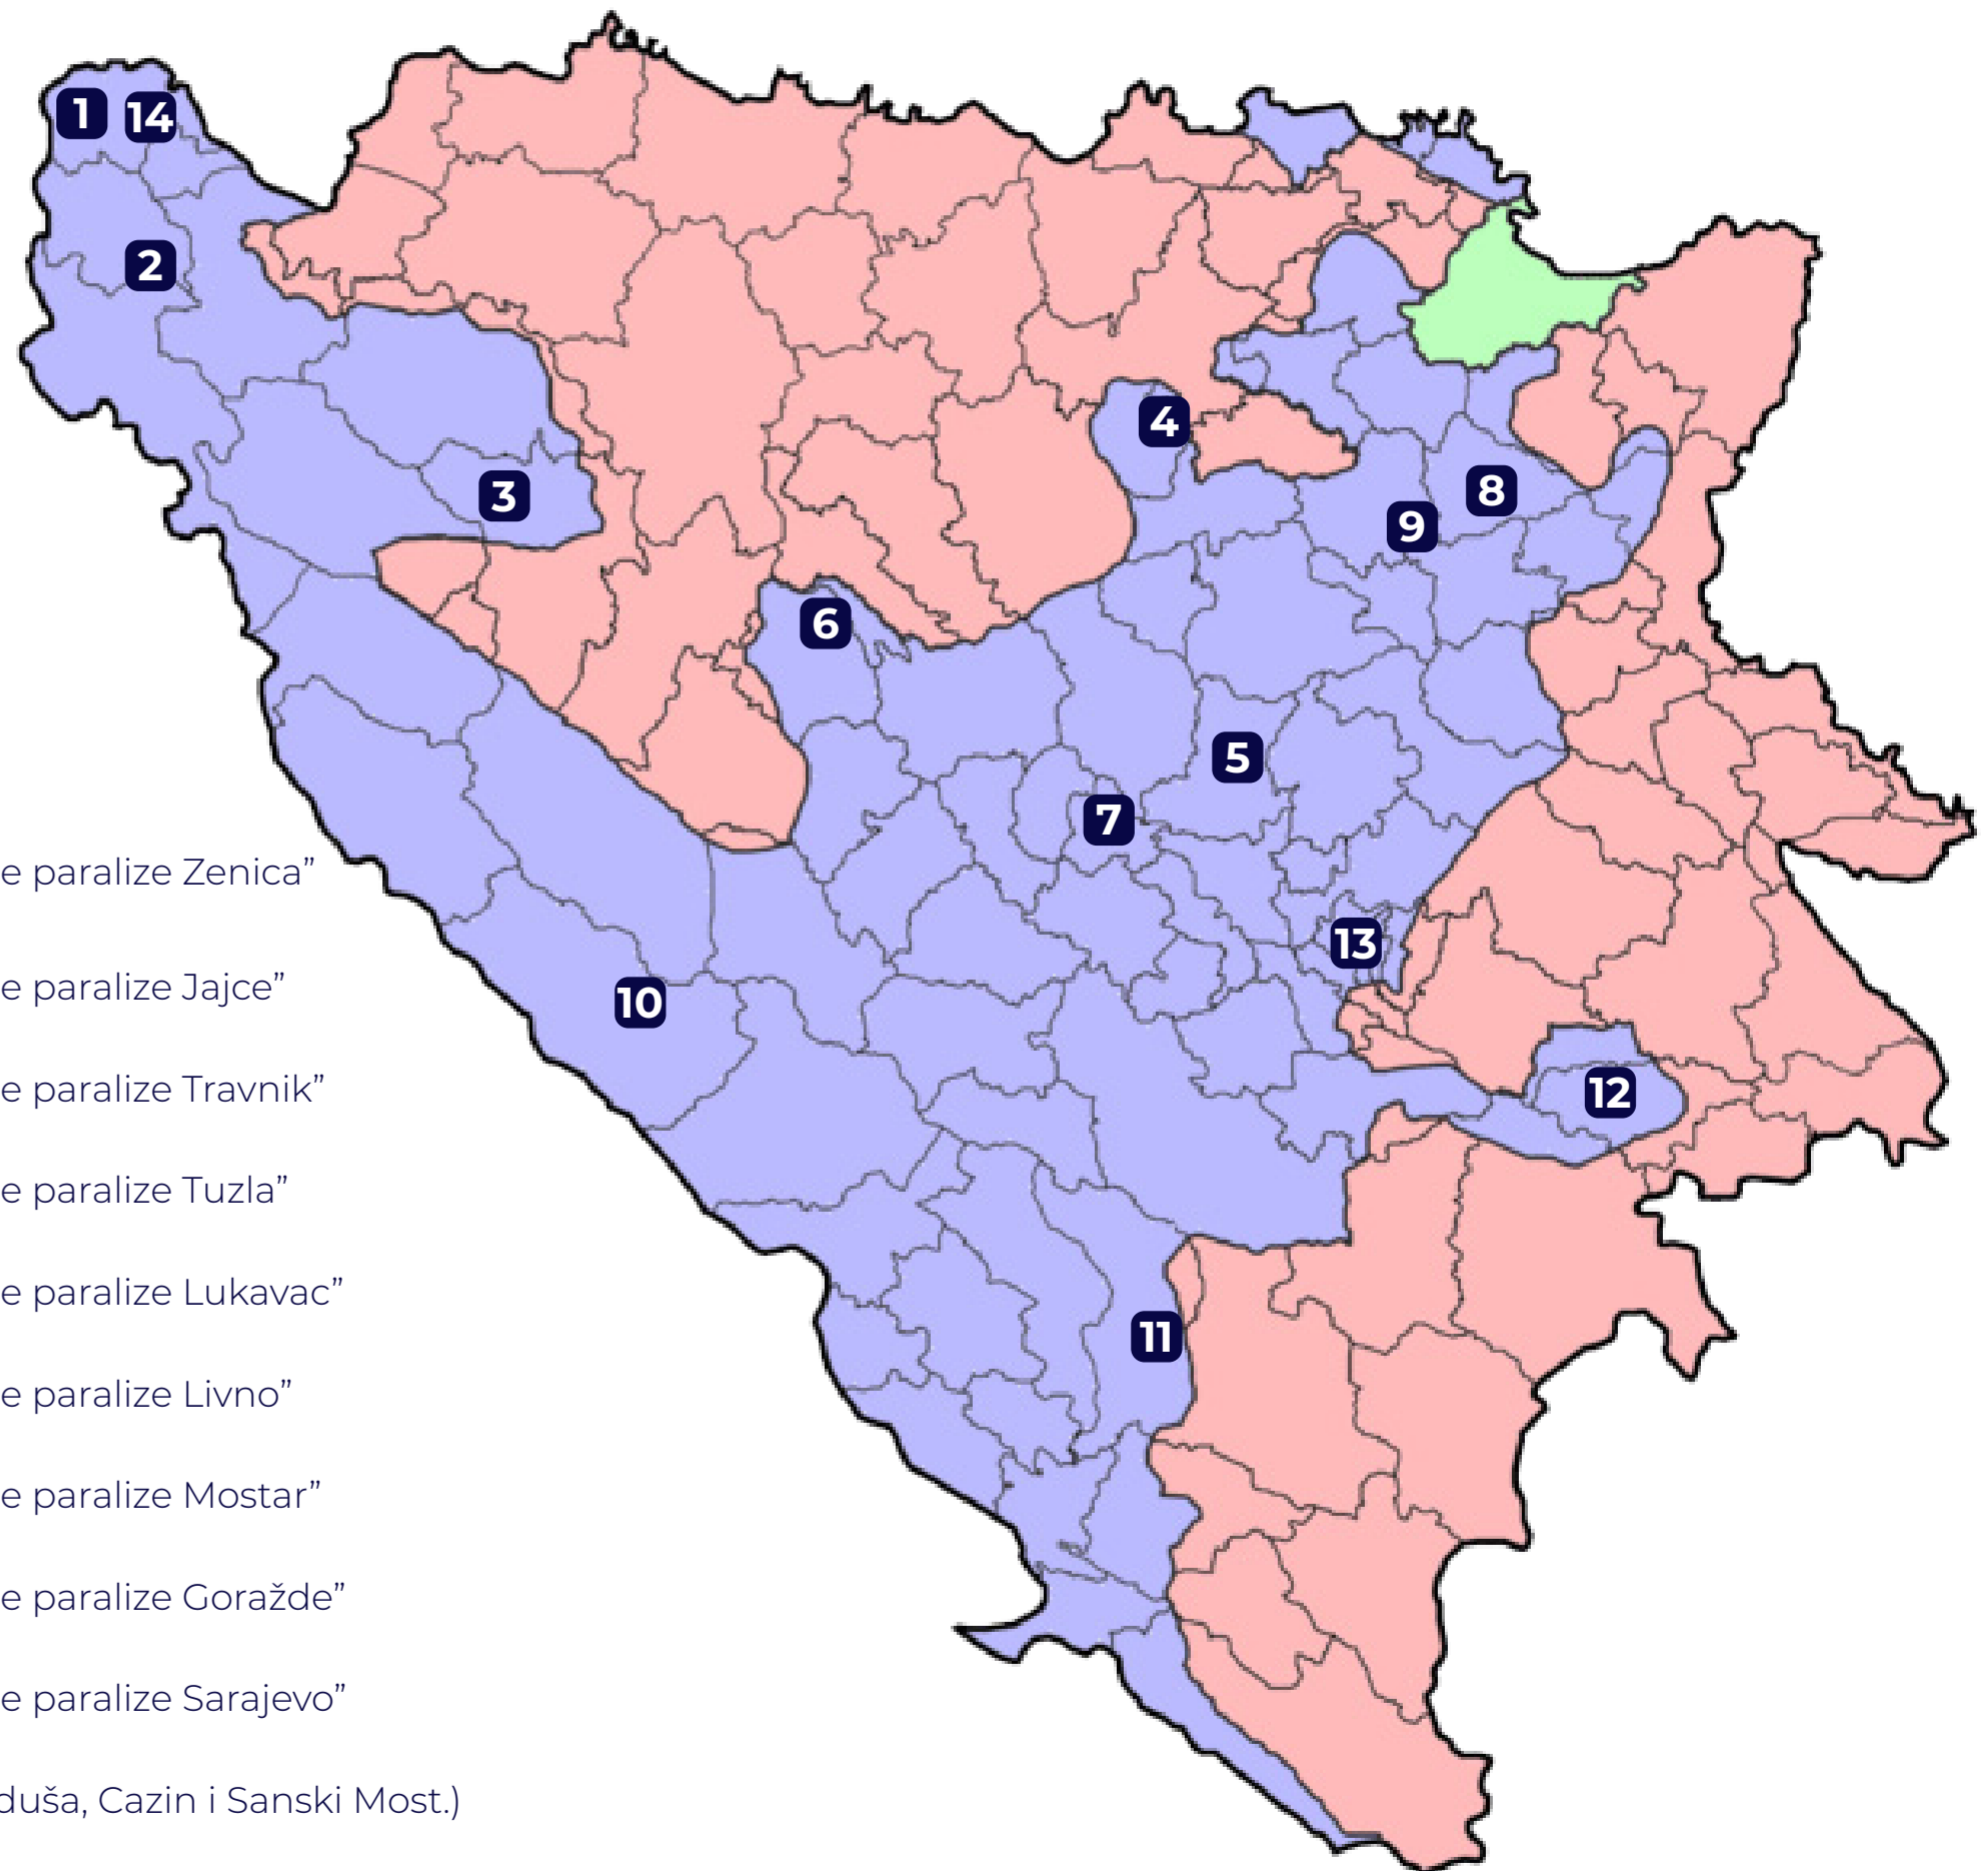 1 14
2
3
4
8
9
6
5
7
13
10
12
11
e paralize Zenica”
e paralize Jajce”
e paralize Travnik”
e paralize Tuzla”
e paralize Lukavac”
e paralize Livno”
e paralize Mostar”
e paralize Goražde”
e paralize Sarajevo”
duša, Cazin i Sanski Most.)